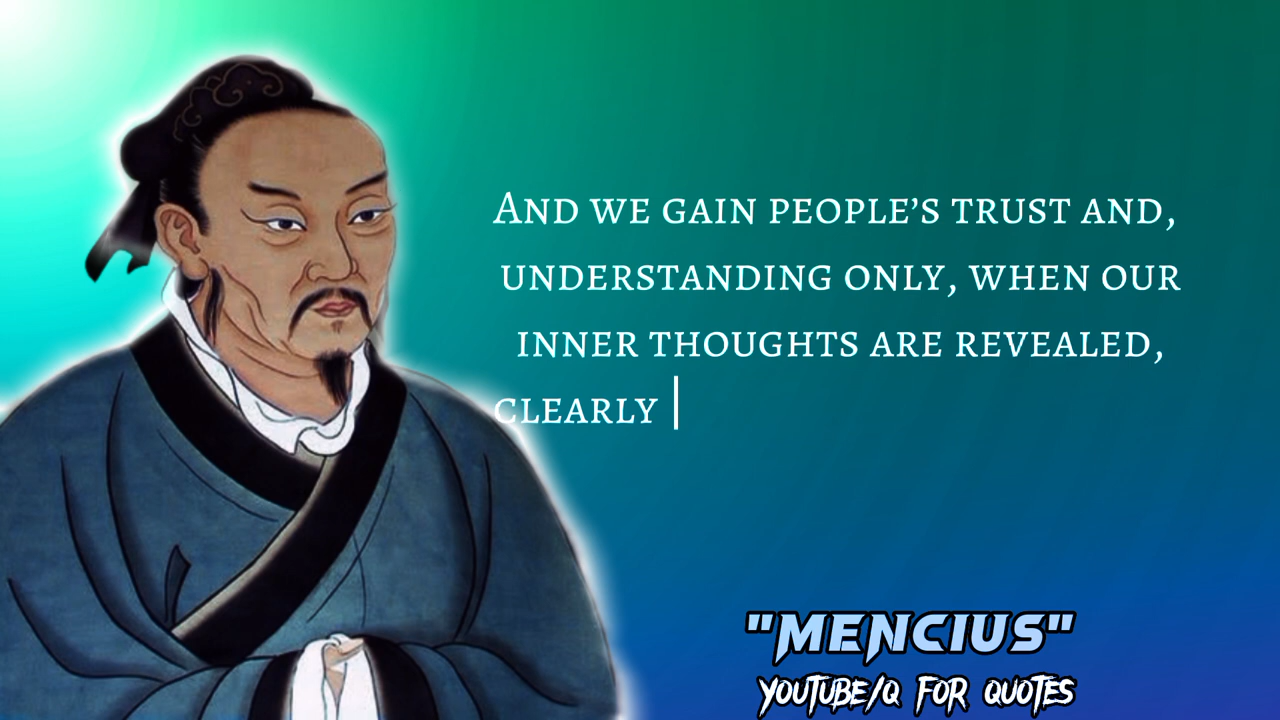 And we gain people’s trust and,
understanding only, when our
inner thoughts are revealed,
clearly
"MENCIUS"
YOUTUBE/Q FOR QUOTES